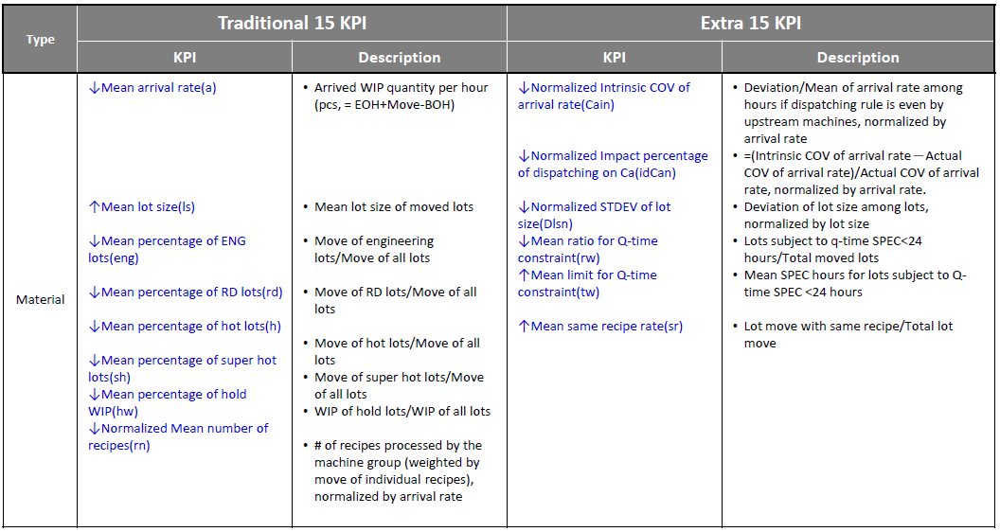 Type
Traditional 15 KPI
Extra 15 KPI
KPI
Description
KPI
Description
Material
↓Mean arrival rate(a)
↑Mean lot size(ls)
↓Mean percentage of ENG
lots(eng)
↓Mean percentage of RD lots(rd)
↓Mean percentage of hot lots(h)
↓Mean percentage of super hot
lots(sh)
↓Mean percentage of hold
WIP(hw)
↓Normalized Mean number of
recipes(rn)
• Arrived WIP quantity per hour
(pcs, = EOH+Move-BOH)
• Mean lot size of moved lots
• Move of engineering
lots/Move of all lots
• Move of RD lots/Move of all
lots
• Move of hot lots/Move of all
lots
• Move of super hot lots/Move
of all lots
• WIP of hold lots/WIP of all lots
• # of recipes processed by the
machine group (weighted by
move of individual recipes),
normalized by arrival rate
↓Normalized Intrinsic COV of
arrival rate(Cain)
↓Normalized Impact percentage
of dispatching on Ca(idCan)
↓Normalized STDEV of lot
size(Dlsn)
↓Mean ratio for Q-time
constraint(rw)
↑Mean limit for Q-time
constraint(tw)
↑Mean same recipe rate(sr)
• Deviation/Mean of arrival rate among
hours if dispatching rule is even by
upstream machines, normalized by
arrival rate
• =(Intrinsic COV of arrival rate－Actual
COV of arrival rate)/Actual COV of arrival
rate, normalized by arrival rate.
• Deviation of lot size among lots,
normalized by lot size
• Lots subject to q-time SPEC<24
hours/Total moved lots
• Mean SPEC hours for lots subject to Q-
time SPEC <24 hours
• Lot move with same recipe/Total lot
move